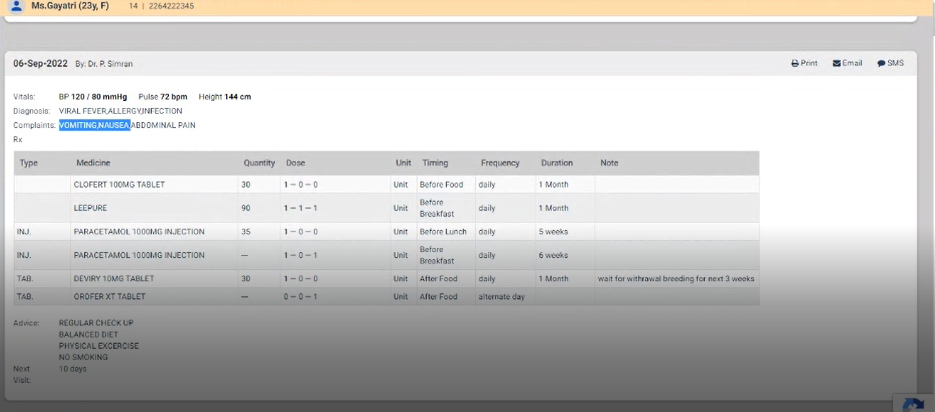 Ms.Gayatri (23y, F) 14 | 2264222345
06-Sep-2022 By: Dr. P. Simran Print Email SMS
Vitals: BP 120 / 80 mmHg Pulse 72 bpm Height 144 cm
Diagnosis: VIRAL FEVER,ALLERGY,INFECTION
Complaints: VOMITING,NAUSEA,ABDOMINAL PAIN
Rx
Type Medicine Quantity Dose Unit Timing Frequency Duration Note
CLOFERT 100MG TABLET 30 1 – 0 – 0 Unit Before Food daily 1 Month
LEEPURE 90 1 – 1 – 1 Unit Before Breakfast daily 1 Month
INJ. PARACETAMOL 1000MG INJECTION 35 1 – 0 – 0 Unit Before Lunch daily 5 weeks
INJ. PARACETAMOL 1000MG INJECTION — 1 – 0 – 1 Unit Before Breakfast daily 6 weeks
TAB. DEVIRY 10MG TABLET 30 1 – 0 – 0 Unit After Food daily 1 Month wait for withrawal breeding for next 3 weeks
TAB. OROFER XT TABLET — 0 – 0 – 1 Unit After Food alternate day
Advice: REGULAR CHECK UP
BALANCED DIET
PHYSICAL EXCERCISE
NO SMOKING
Next Visit: 10 days